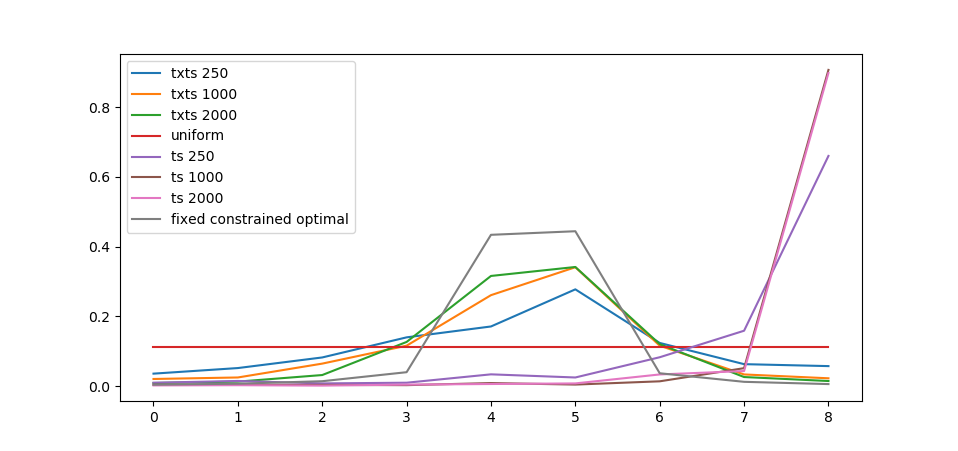 txts 250
txts 1000
txts 2000
uniform
ts 250
ts 1000
ts 2000
fixed constrained optimal
0.8
0.6
0.4
0.2
0.0
0 1 2 3 4 5 6 7 8